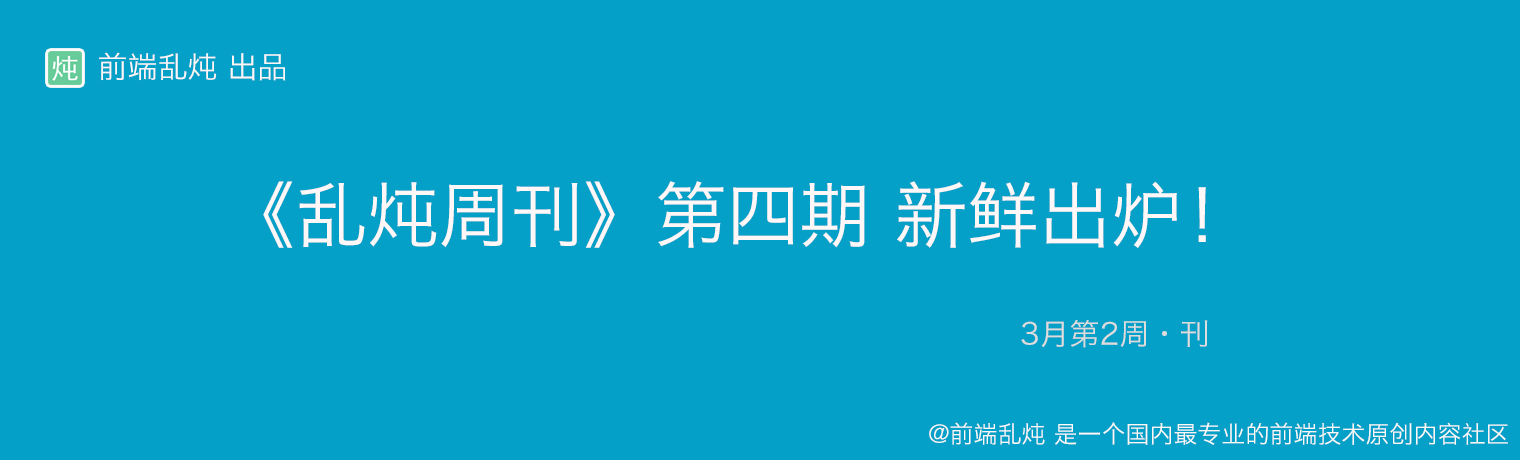 炖 前端乱炖 出品
《乱炖周刊》第四期 新鲜出炉!
3月第2周·刊
@前端乱炖 是一个国内最专业的前端技术原创内容社区